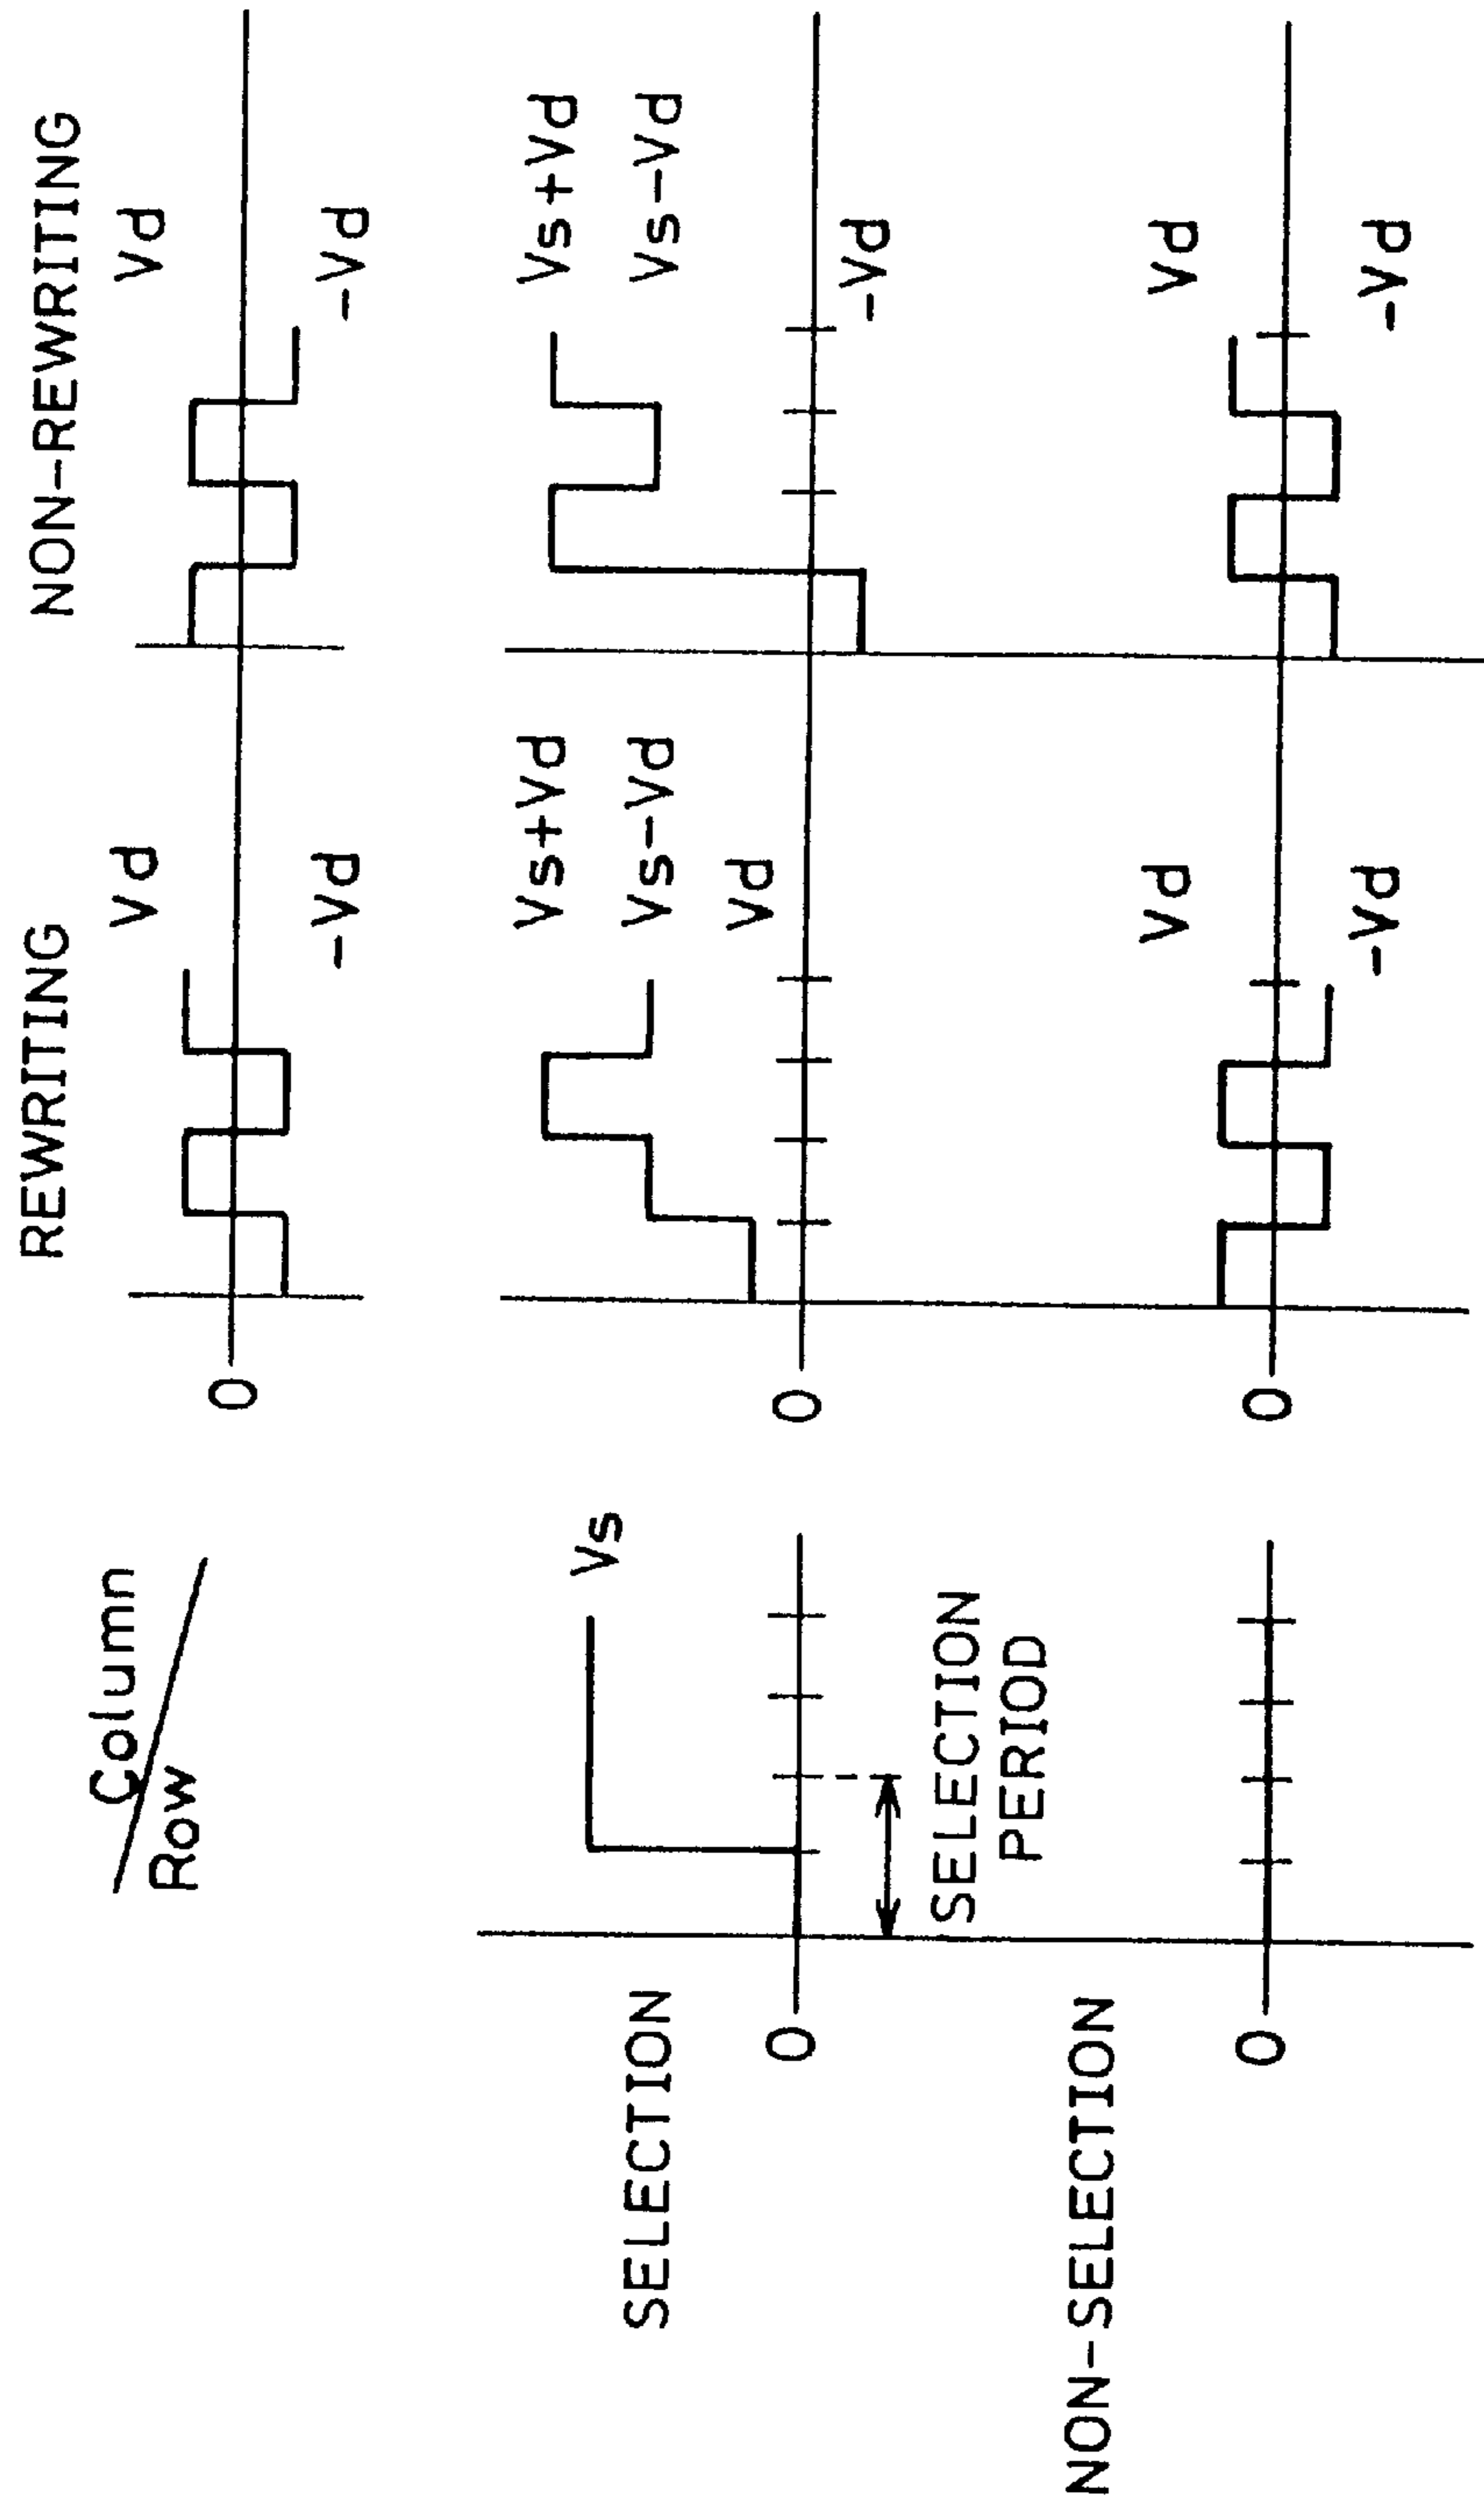 Column
Row
REWRITING
NON-REWRITING
0
Vd
-Vd
Vd
-Vd
SELECTION
Vs
0
SELECTION
PERIOD
0
Vs+Vd
Vs-Vd
Vd
Vs+Vd
Vs-Vd
-Vd
NON-SELECTION
0
0
Vd
-Vd
Vd
-Vd